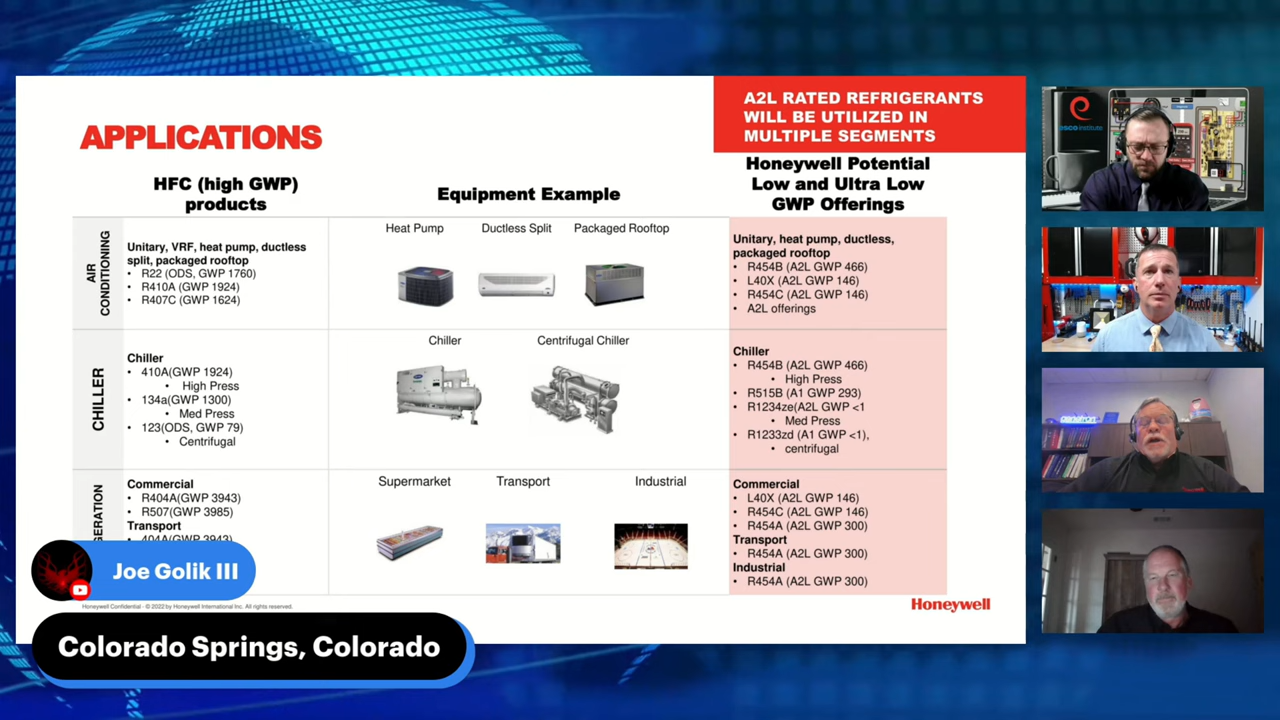 APPLICATIONS
A2L RATED REFRIGERANTS
WILL BE UTILIZED IN
MULTIPLE SEGMENTS
HFC (high GWP)
products
Equipment Example
Honeywell Potential
Low and Ultra Low
GWP Offerings
AIR
CONDITIONING
Unitary, VRF, heat pump, ductless
split, packaged rooftop
• R22 (ODS, GWP 1760)
• R410A (GWP 1924)
• R407C (GWP 1624)
Heat Pump
Ductless Split
Packaged Rooftop
Unitary, heat pump, ductless,
packaged rooftop
• R454B (A2L GWP 466)
• L40X (A2L GWP 146)
• R454C (A2L GWP 146)
• A2L offerings
CHILLER
Chiller
• 410A(GWP 1924)
• High Press
• 134a(GWP 1300)
• Med Press
• 123(ODS, GWP 79)
• Centrifugal
Chiller
Centrifugal Chiller
Chiller
• R454B (A2L GWP 466)
• High Press
• R515B (A1 GWP 293)
• R1234ze(A2L GWP <1
• Med Press
• R1233zd (A1 GWP <1),
• centrifugal
GERATION
Commercial
• R404A(GWP 3943)
• R507(GWP 3985)
Transport
• 404A(GWP 3943)
Supermarket
Transport
Industrial
Commercial
• L40X (A2L GWP 146)
• R454C (A2L GWP 146)
• R454A (A2L GWP 300)
Transport
• R454A (A2L GWP 300)
Industrial
• R454A (A2L GWP 300)
Honeywell Confidential - © 2022 by Honeywell International Inc. All rights reserved.
Honeywell
Joe Golik III
Colorado Springs, Colorado
esco institute